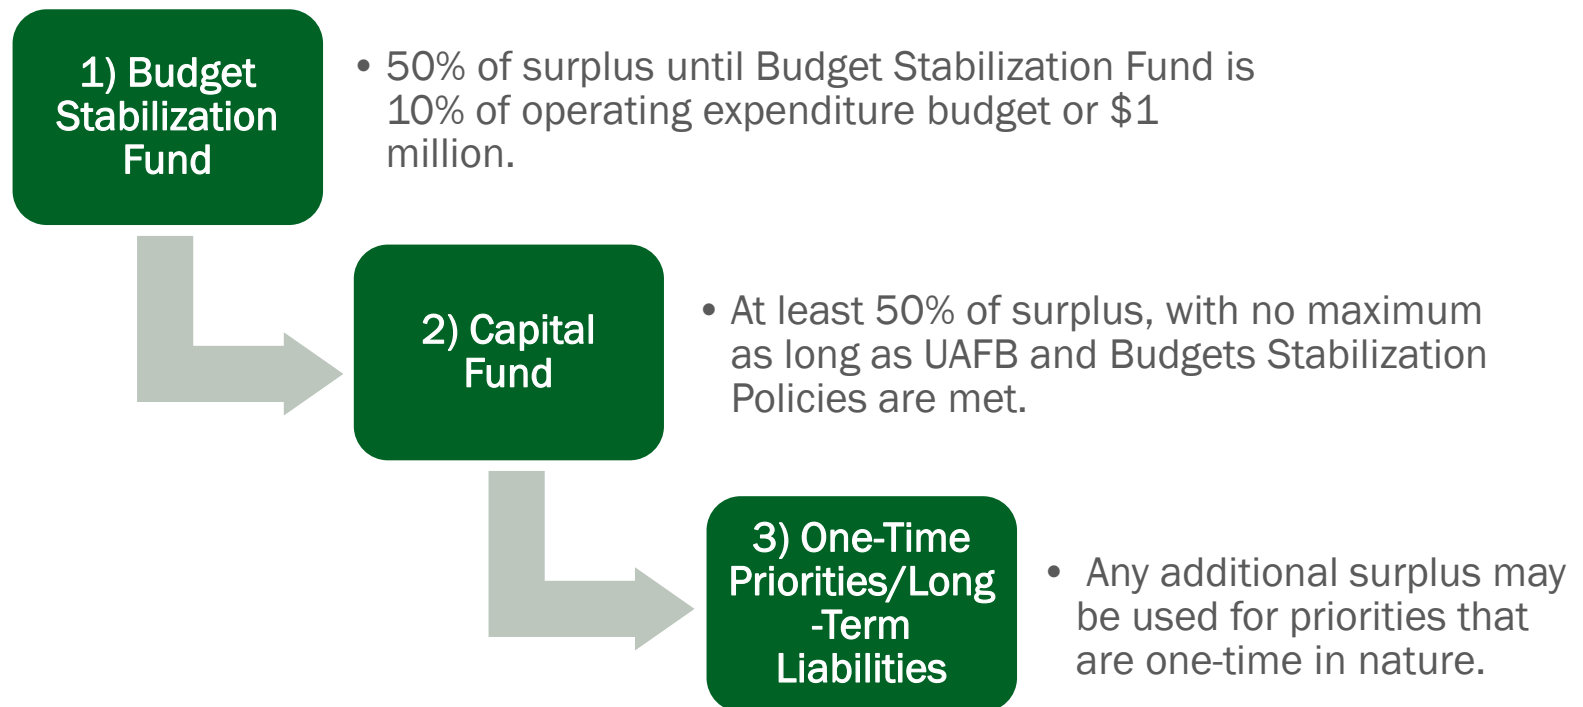 1) Budget
Stabilization
Fund
• 50% of surplus until Budget Stabilization Fund is
10% of operating expenditure budget or $1
million.
2) Capital
Fund
• At least 50% of surplus, with no maximum
as long as UAFB and Budgets Stabilization
Policies are met.
3) One-Time
Priorities/Long
-Term
Liabilities
• Any additional surplus may
be used for priorities that
are one-time in nature.